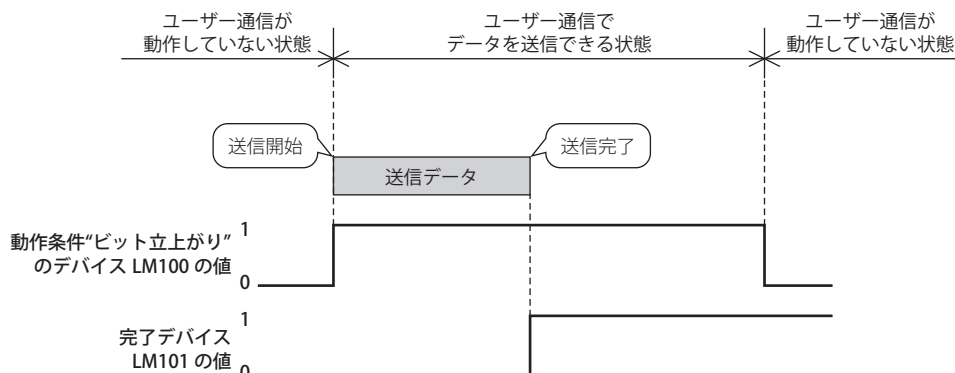 ユーザー通信が
動作していない状態
ユーザー通信で
データを送信できる状態
ユーザー通信が
動作していない状態
送信開始
送信完了
送信データ
動作条件“ビット立上がり”
のデバイス LM100 の値
1
0
完了デバイス
LM101 の値
1
0